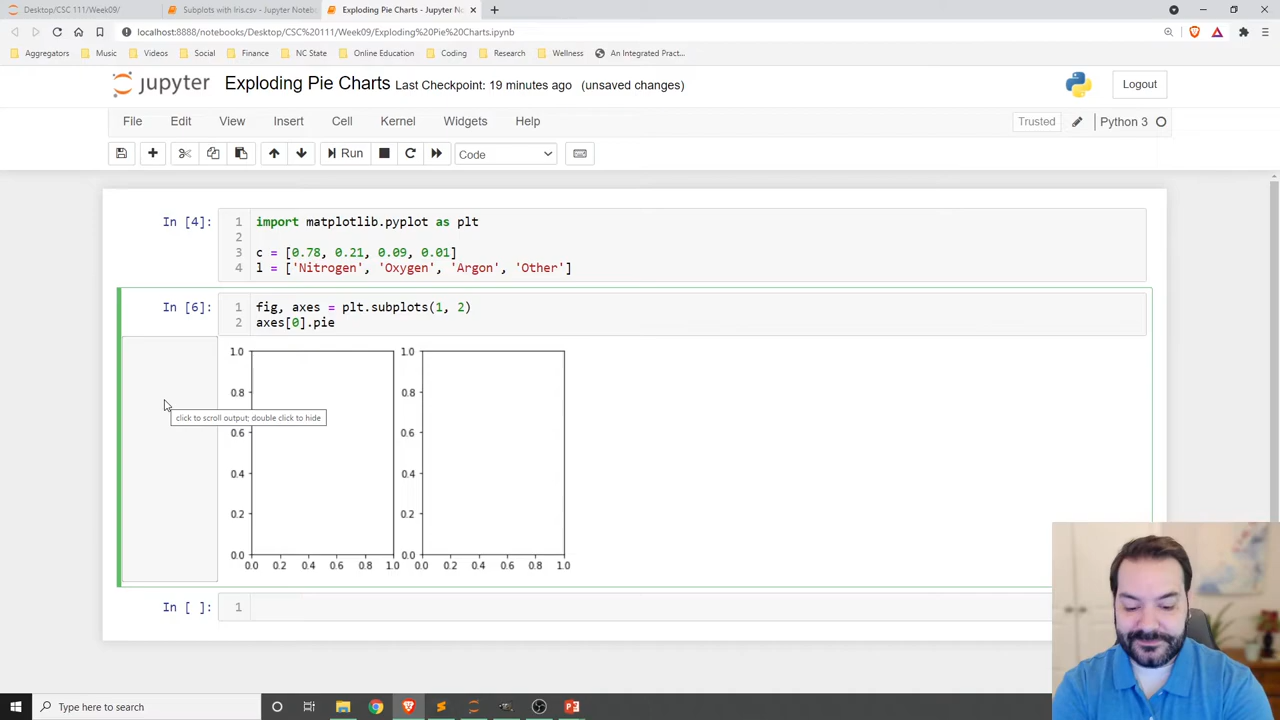 Desktop/CSC 111/Week09/
Subplots with Iris.csv - Jupyter Notebo
Exploding Pie Charts - Jupyter No
localhost:8888/notebooks/Desktop/CSC%20111/Week09/Exploding%20Pie%20Charts.ipynb
Aggregators Music Videos Social Finance NC State Online Education Coding Research Wellness An Integrated Pract...
jupyter Exploding Pie Charts Last Checkpoint: 19 minutes ago (unsaved changes) Logout
File Edit View Insert Cell Kernel Widgets Help Trusted Python 3
Run Code
In [4]: 1 import matplotlib.pyplot as plt
2
3 c = [0.78, 0.21, 0.09, 0.01]
4 l = ['Nitrogen', 'Oxygen', 'Argon', 'Other']
In [6]: 1 fig, axes = plt.subplots(1, 2)
2 axes[0].pie
1.0 1.0
0.8 0.8
click to scroll output; double click to hide
0.6 0.6
0.4 0.4
0.2 0.2
0.0 0.0
0.0 0.2 0.4 0.6 0.8 1.0 0.0 0.2 0.4 0.6 0.8 1.0
In [ ]: 1
Type here to search